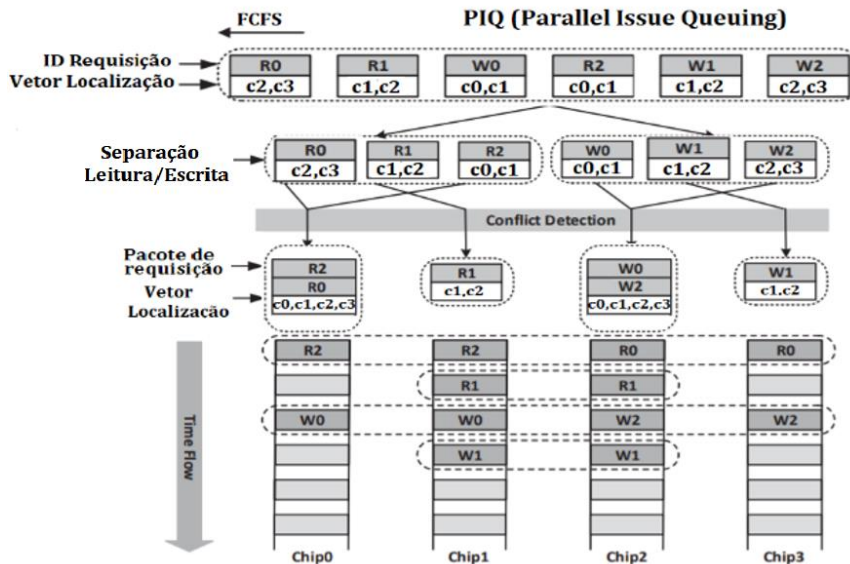 FCFS PIQ (Parallel Issue Queuing)
ID Requisição R0 R1 W0 R2 W1 W2
Vetor Localização c2,c3 c1,c2 c0,c1 c0,c1 c1,c2 c2,c3
Separação R0 R1 R2 W0 W1 W2
Leitura/Escrita c2,c3 c1,c2 c0,c1 c0,c1 c1,c2 c2,c3
Conflict Detection
Pacote de
requisição R2 R1 W0 W1
Vetor R0 c1,c2 W2 c1.c2
Localização c0,c1,c2,c3 c0,c1,c2,c3
R2 R2 R0 R0
R1 R1
W0 W0 W2 W2
W1 W1
Time Flow
Chip0 Chip1 Chip2 Chip3